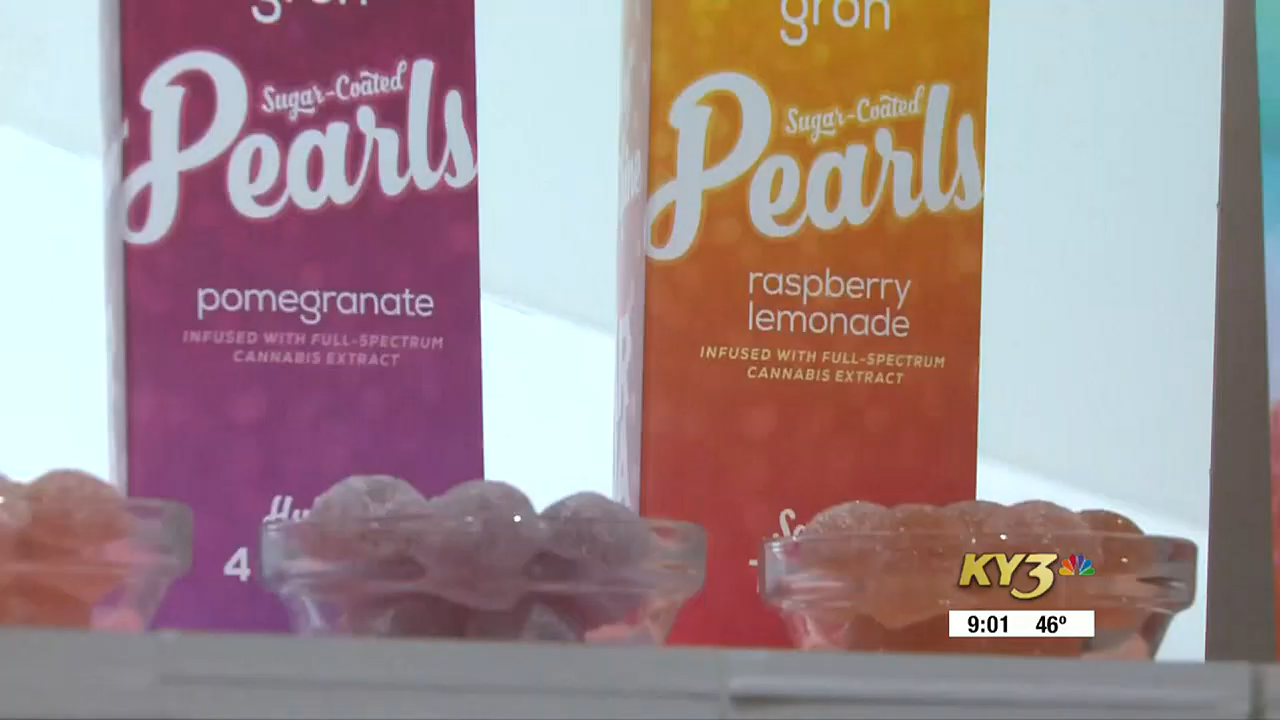 grön
Sugar-Coated
Pearls
pomegranate
INFUSED WITH FULL-SPECTRUM
CANNABIS EXTRACT
4
grön
Sugar-Coated
Pearls
raspberry
lemonade
INFUSED WITH FULL-SPECTRUM
CANNABIS EXTRACT
KY3
9:01 46º